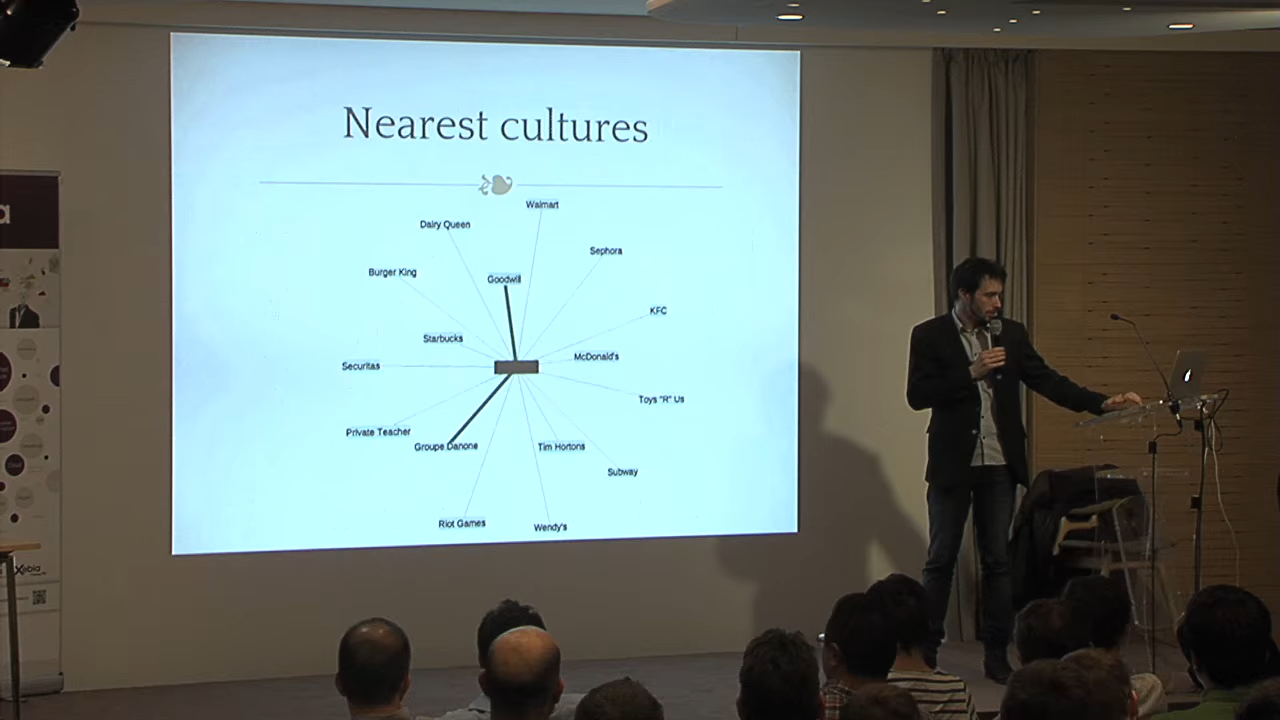 Nearest cultures
Walmart
Dairy Queen
Sephora
Burger King
Goodwill
KFC
Starbucks
McDonald's
Securitas
Toys "R" Us
Private Teacher
Groupe Danone
Tim Hortons
Subway
Riot Games
Wendy's
a
Xebia